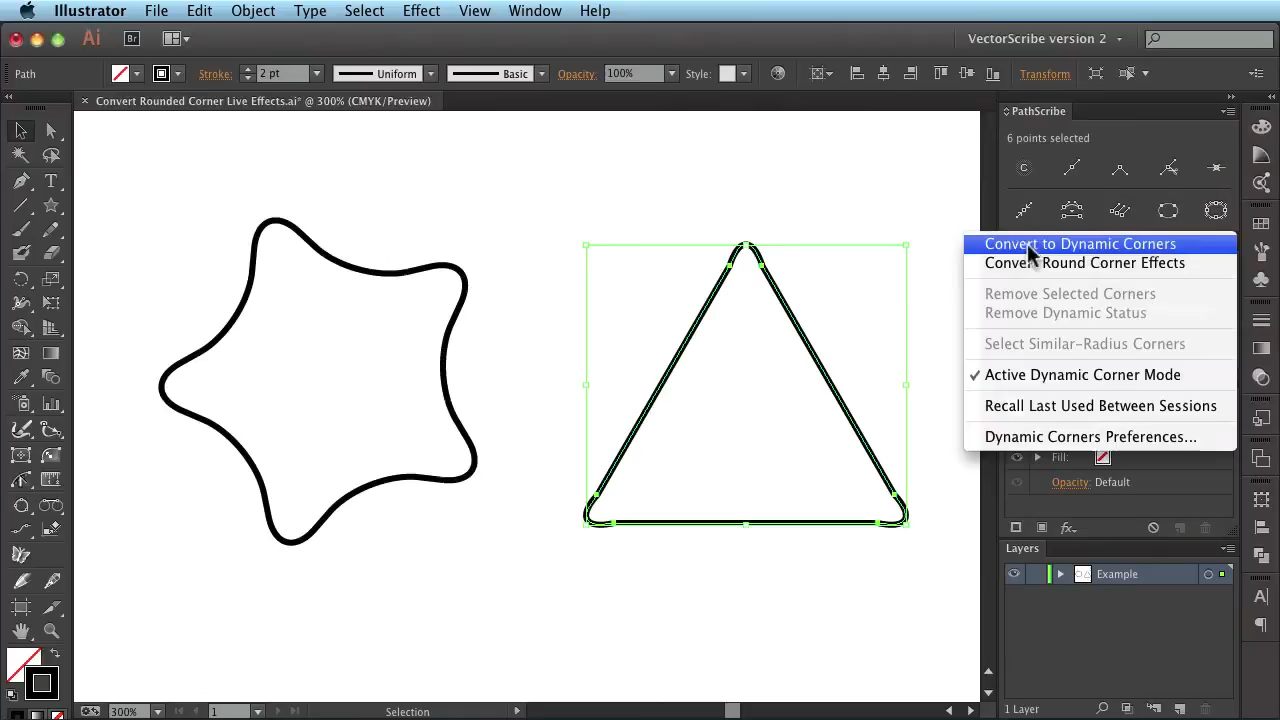 Illustrator File Edit Object Type Select Effect View Window Help
Ai Br VectorScribe version 2
Path Stroke: 2 pt Uniform Basic Opacity: 100% Style: Transform
× Convert Rounded Corner Live Effects.ai* @ 300% (CMYK/Preview)
PathScribe
6 points selected
Convert to Dynamic Corners
Convert Round Corner Effects
Remove Selected Corners
Remove Dynamic Status
Select Similar-Radius Corners
✓ Active Dynamic Corner Mode
Recall Last Used Between Sessions
Dynamic Corners Preferences...
Fill:
Opacity: Default
fx
Layers
Example
1 Layer
300% 1 Selection